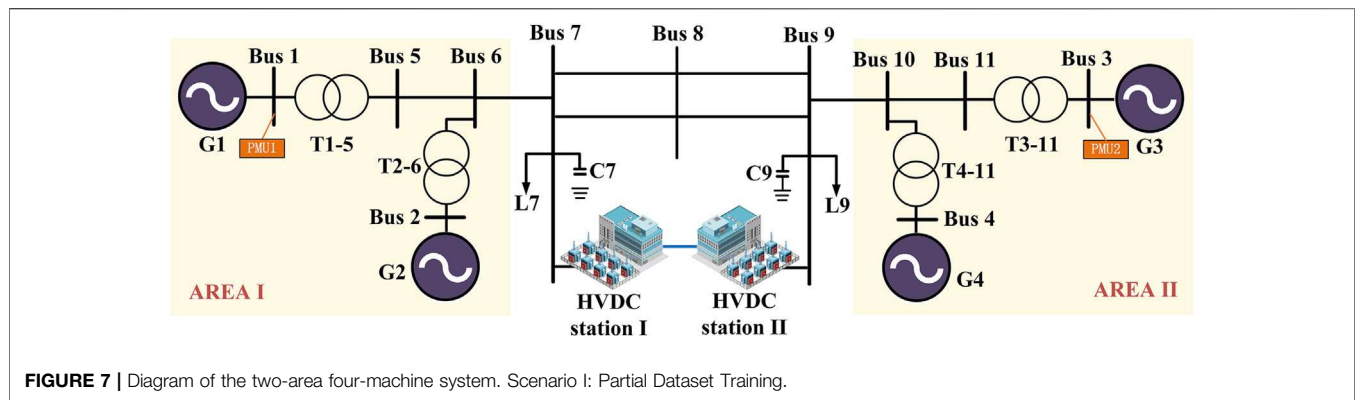 Bus 7
Bus 8
Bus 9
Bus 1
Bus 5
Bus 6
Bus 10
Bus 11
Bus 3
G1
PMU1
T1-5
T2-6
C7
L7
C9
L9
T4-11
T3-11
PMU2
G3
Bus 2
Bus 4
G2
G4
AREA I
AREA II
HVDC
station I
HVDC
station II
FIGURE 7 | Diagram of the two-area four-machine system. Scenario I: Partial Dataset Training.